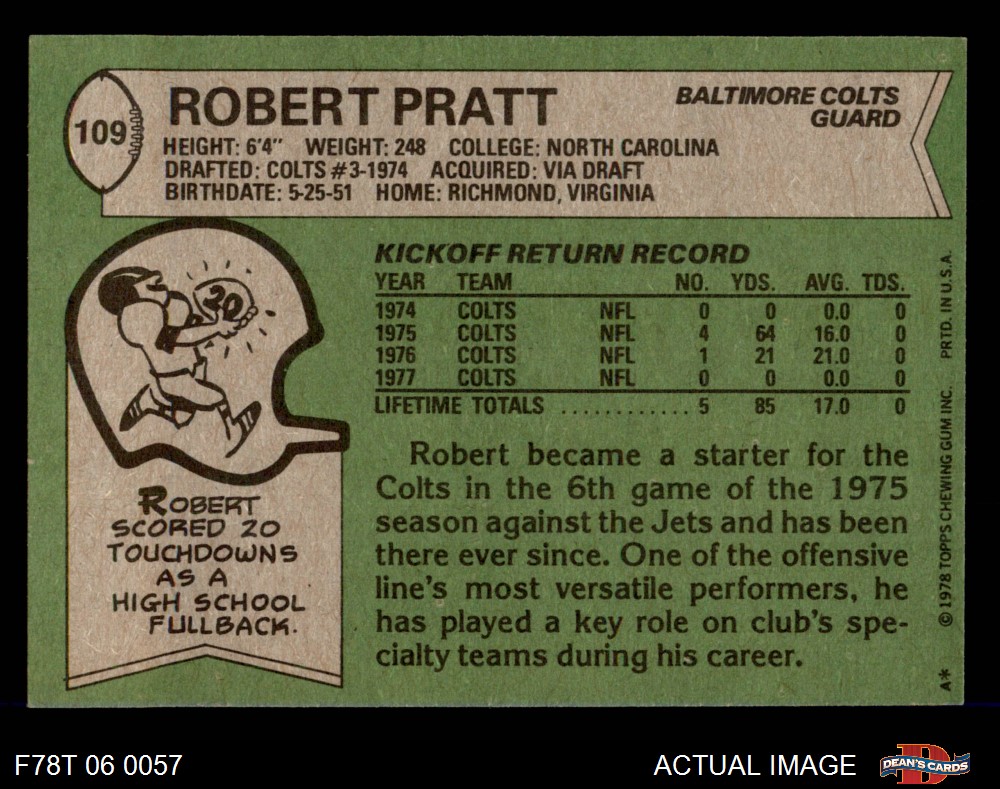 109
ROBERT PRATT
BALTIMORE COLTS
GUARD
HEIGHT: 6'4" WEIGHT: 248 COLLEGE: NORTH CAROLINA
DRAFTED: COLTS #3-1974 ACQUIRED: VIA DRAFT
BIRTHDATE: 5-25-51 HOME: RICHMOND, VIRGINIA
20
ROBERT
SCORED 20
TOUCHDOWNS
AS A
HIGH SCHOOL
FULLBACK.
KICKOFF RETURN RECORD
YEAR TEAM NO. YDS. AVG. TDS.
1974 COLTS NFL 0 0 0.0 0
1975 COLTS NFL 4 64 16.0 0
1976 COLTS NFL 1 21 21.0 0
1977 COLTS NFL 0 0 0.0 0
LIFETIME TOTALS ............ 5 85 17.0 0
Robert became a starter for the
Colts in the 6th game of the 1975
season against the Jets and has been
there ever since. One of the offensive
line's most versatile performers, he
has played a key role on club's spe-
cialty teams during his career.
A* ©1978 TOPPS CHEWING GUM INC. PRTD. IN U.S.A.
F78T 06 0057
ACTUAL IMAGE
D
DEAN'S CARDS